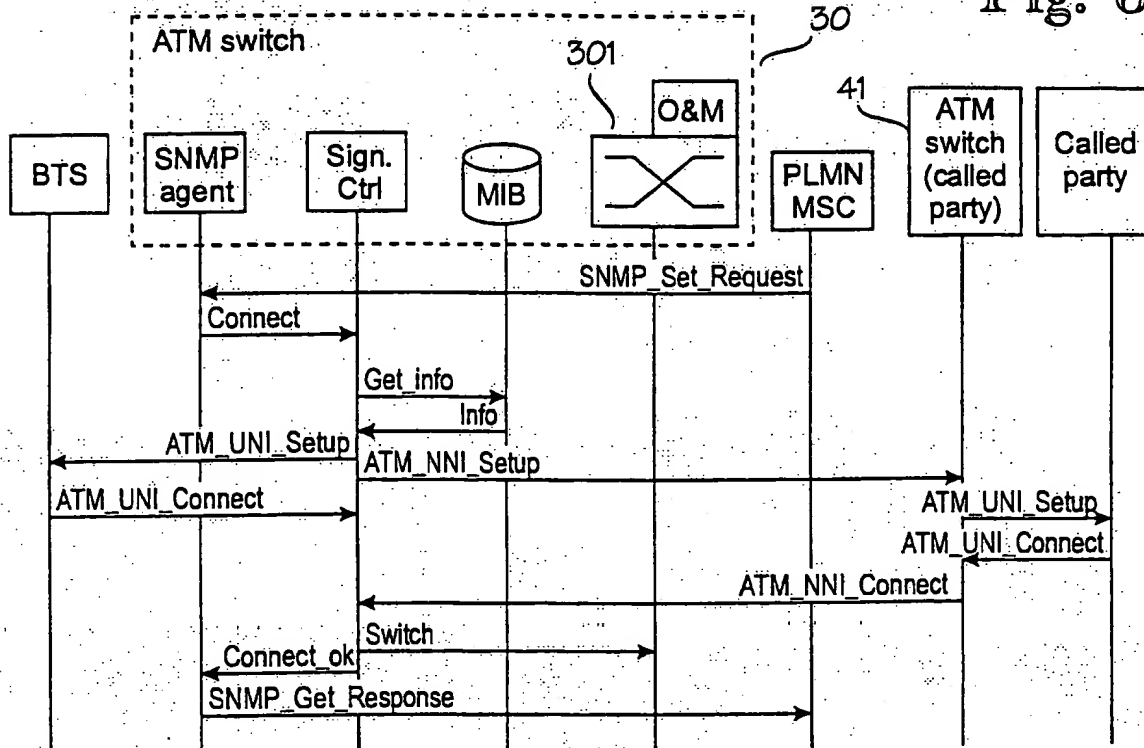 Fig.
ATM switch
30
301
41
O&M
BTS
SNMP
agent
Sign.
Ctrl
MIB
PLMN
MSC
ATM
switch
(called
party)
Called
party
SNMP_Set_Request
Connect
Get_info
Info
ATM_UNI_Setup
ATM_NNI_Setup
ATM_UNI_Connect
ATM_UNI_Setup
ATM_UNI_Connect
ATM_NNI_Connect
Switch
Connect_ok
SNMP_Get_Response